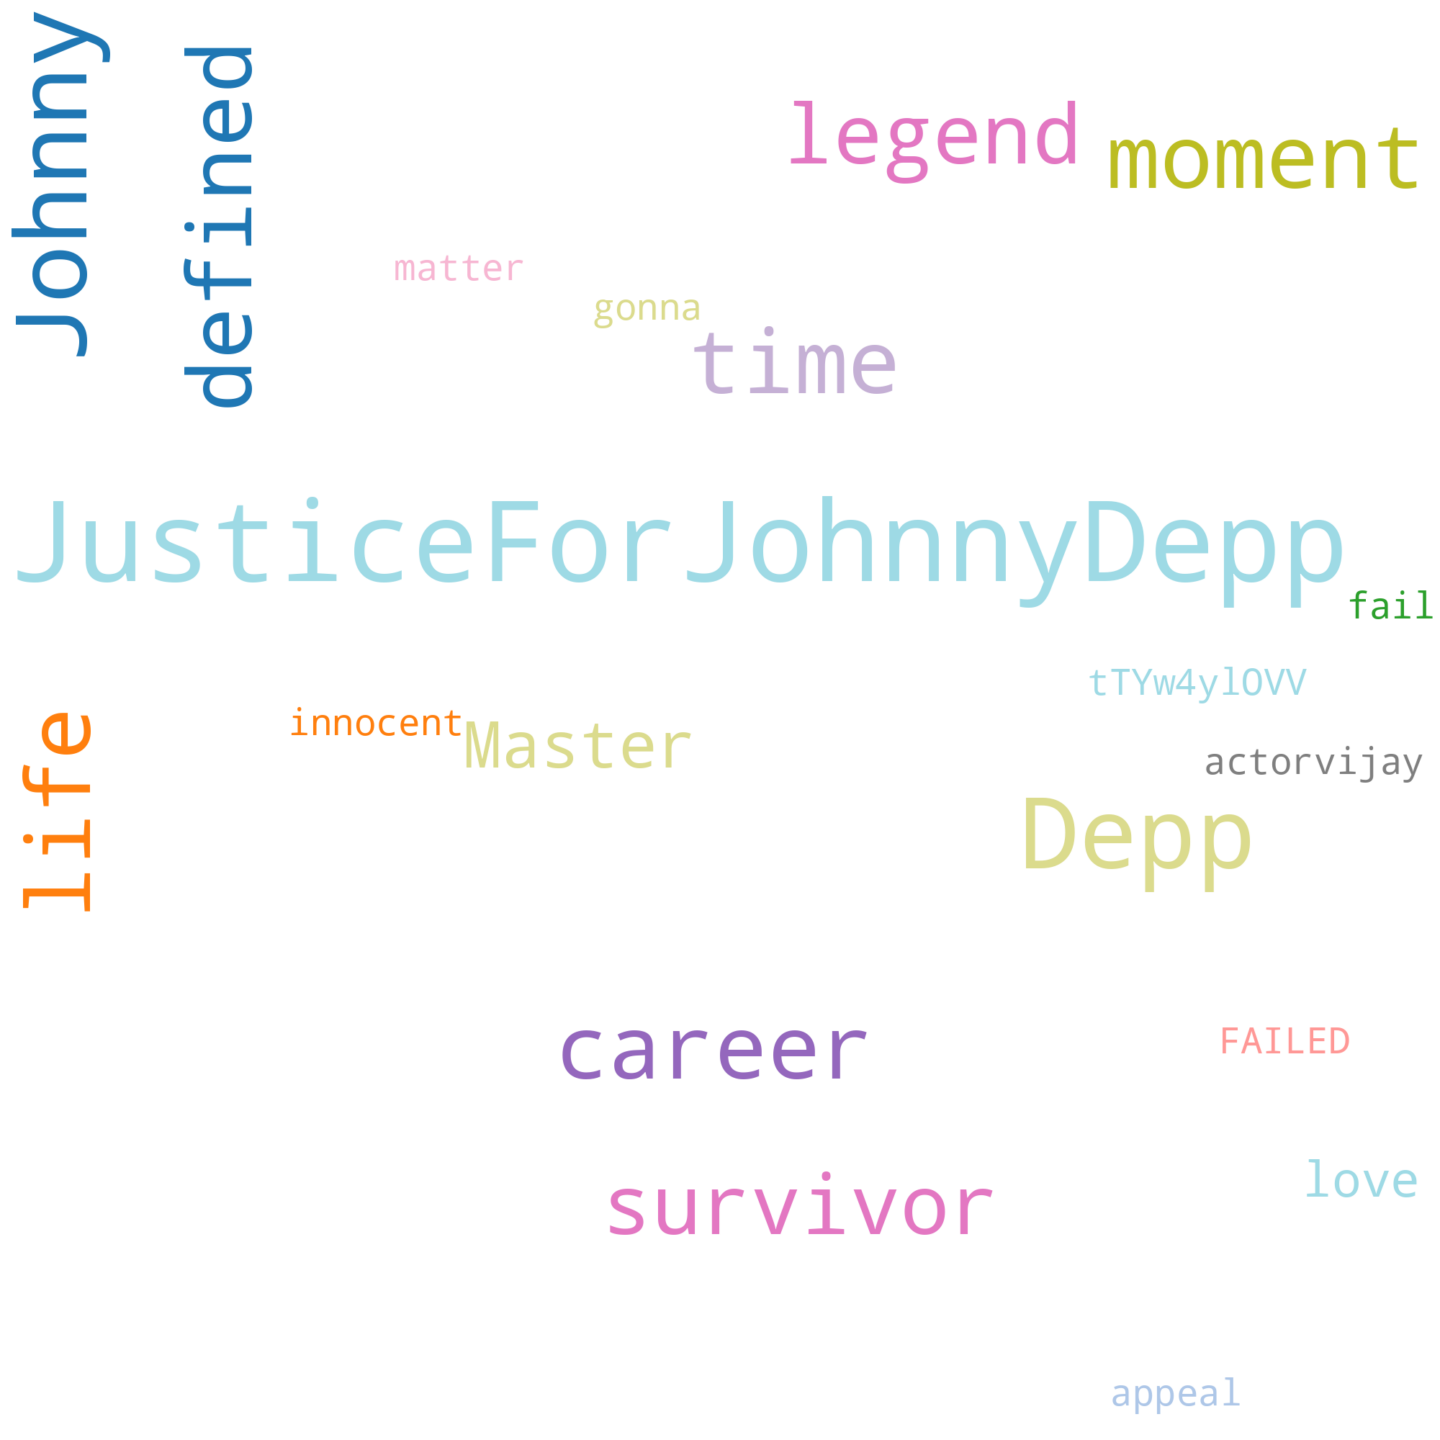 Johnny
defined
legend
moment
matter
gonna
time
JusticeForJohnnyDepp
fail
tTYw4ylOVV
innocent
Master
actorvijay
life
Depp
career
FAILED
survivor
love
appeal